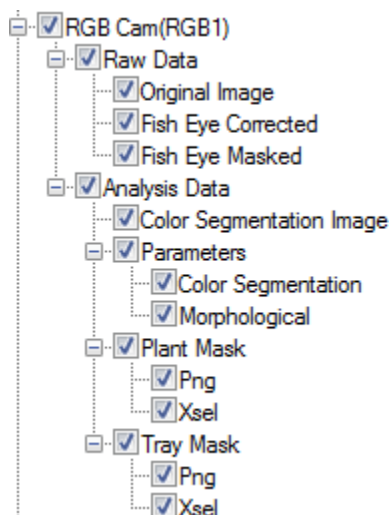 RGB Cam(RGB1)
Raw Data
Original Image
Fish Eye Corrected
Fish Eye Masked
Analysis Data
Color Segmentation Image
Parameters
Color Segmentation
Morphological
Plant Mask
Png
Xsel
Tray Mask
Png
Xsel